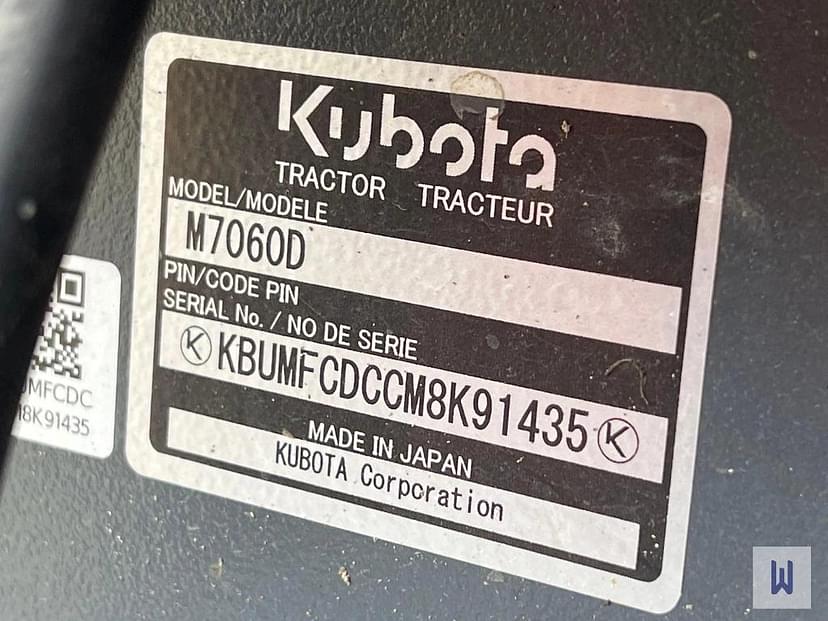 Kubota
TRACTOR TRACTEUR
MODEL/MODELE
M7060D
PIN/CODE PIN
SERIAL No. / NO DE SERIE
K KBUMFCDCCM8K91435 K
MADE IN JAPAN
KUBOTA Corporation
UMFCDC
18K91435
W